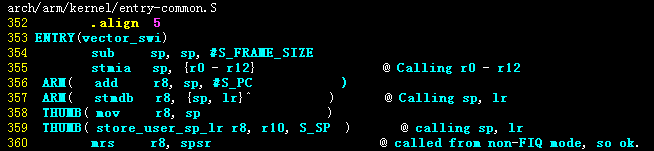 arch/arm/kernel/entry-common.S
352 .align 5
353 ENTRY(vector_swi)
354 sub sp, sp, #S_FRAME_SIZE
355 stmia sp, {r0 - r12} @ Calling r0 - r12
356 ARM( add r8, sp, #S_PC )
357 ARM( stmdb r8, {sp, lr}^ ) @ Calling sp, lr
358 THUMB( mov r8, sp )
359 THUMB( store_user_sp_lr r8, r10, S_SP ) @ calling sp, lr
360 mrs r8, spsr @ called from non-FIQ mode, so ok.